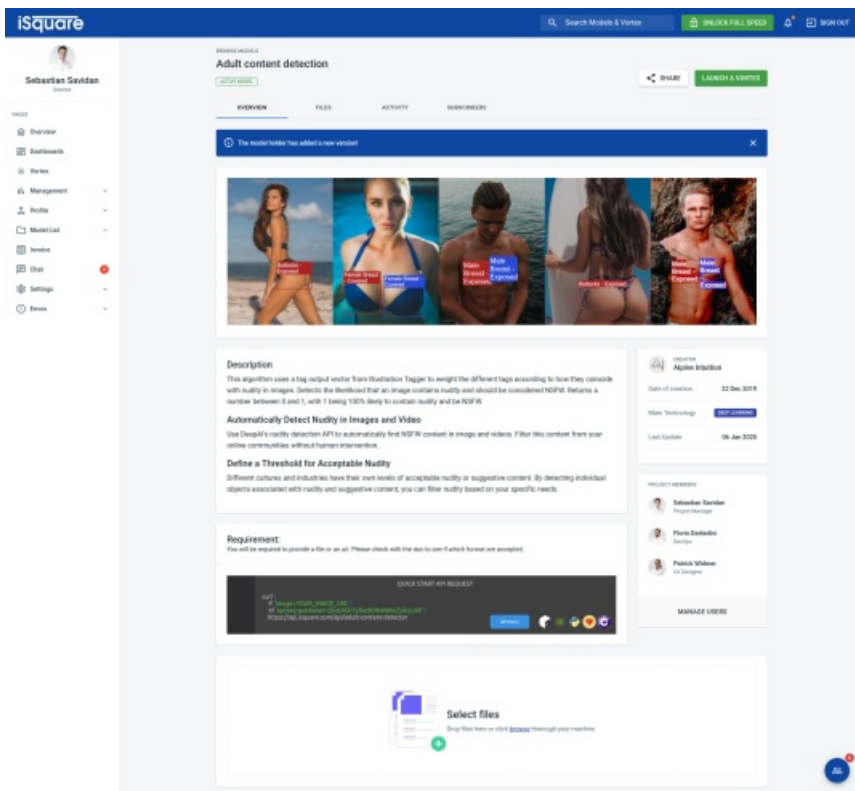 iSquare
Search Models & Vortex
UNLOCK FULL SPEED
SIGN OUT
Sebastian Savidan
Director
PAGES
Overview
Dashboards
Vortex
Management
Profile
Model List
Invoice
Chat
Settings
Errors
BROWSE MODELS
Adult content detection
ACTIVE MODEL
SHARE
LAUNCH A VORTEX
OVERVIEW
FILES
ACTIVITY
SUBSCRIBERS
The model holder has added a new version!
Buttocks - Exposed
Female Breast - Covered
Female Breast - Covered
Male Breast - Exposed
Male Breast - Exposed
Buttocks - Exposed
Male Breast - Exposed
Male Breast - Exposed
Description
This algorithm uses a tag output vector from Illustration Tagger to weight the different tags according to how they coincide
with nudity in images. Detects the likelihood that an image contains nudity and should be considered NSFW. Returns a
number between 0 and 1, with 1 being 100% likely to contain nudity and be NSFW.
Automatically Detect Nudity in Images and Video
Use DeepAI's nudity detection API to automatically find NSFW content in image and videos. Filter this content from your
online communities without human intervention.
Define a Threshold for Acceptable Nudity
Different cultures and industries have their own levels of acceptable nudity or suggestive content. By detecting individual
objects associated with nudity and suggestive content, you can filter nudity based on your specific needs.
CREATOR
Alpine Intuition
Date of creation
22 Dec 2019
Main Technology
DEEP LEARNING
Last Update
06 Jan 2020
PROJECT MEMBERS
Sebastian Savidan
Project Manager
DevOps
Patrick Widmer
UX Designer
MANAGE USERS
Requirement:
You will be required to provide a file or an url. Please check with the doc to see if which format are accepted.
QUICK START API REQUEST
curl \
-F 'image=YOUR_IMAGE_URL' \
https://api.isquare.com/api/adult-content-detector
Select files
Drop files here or click browse thorough your machine